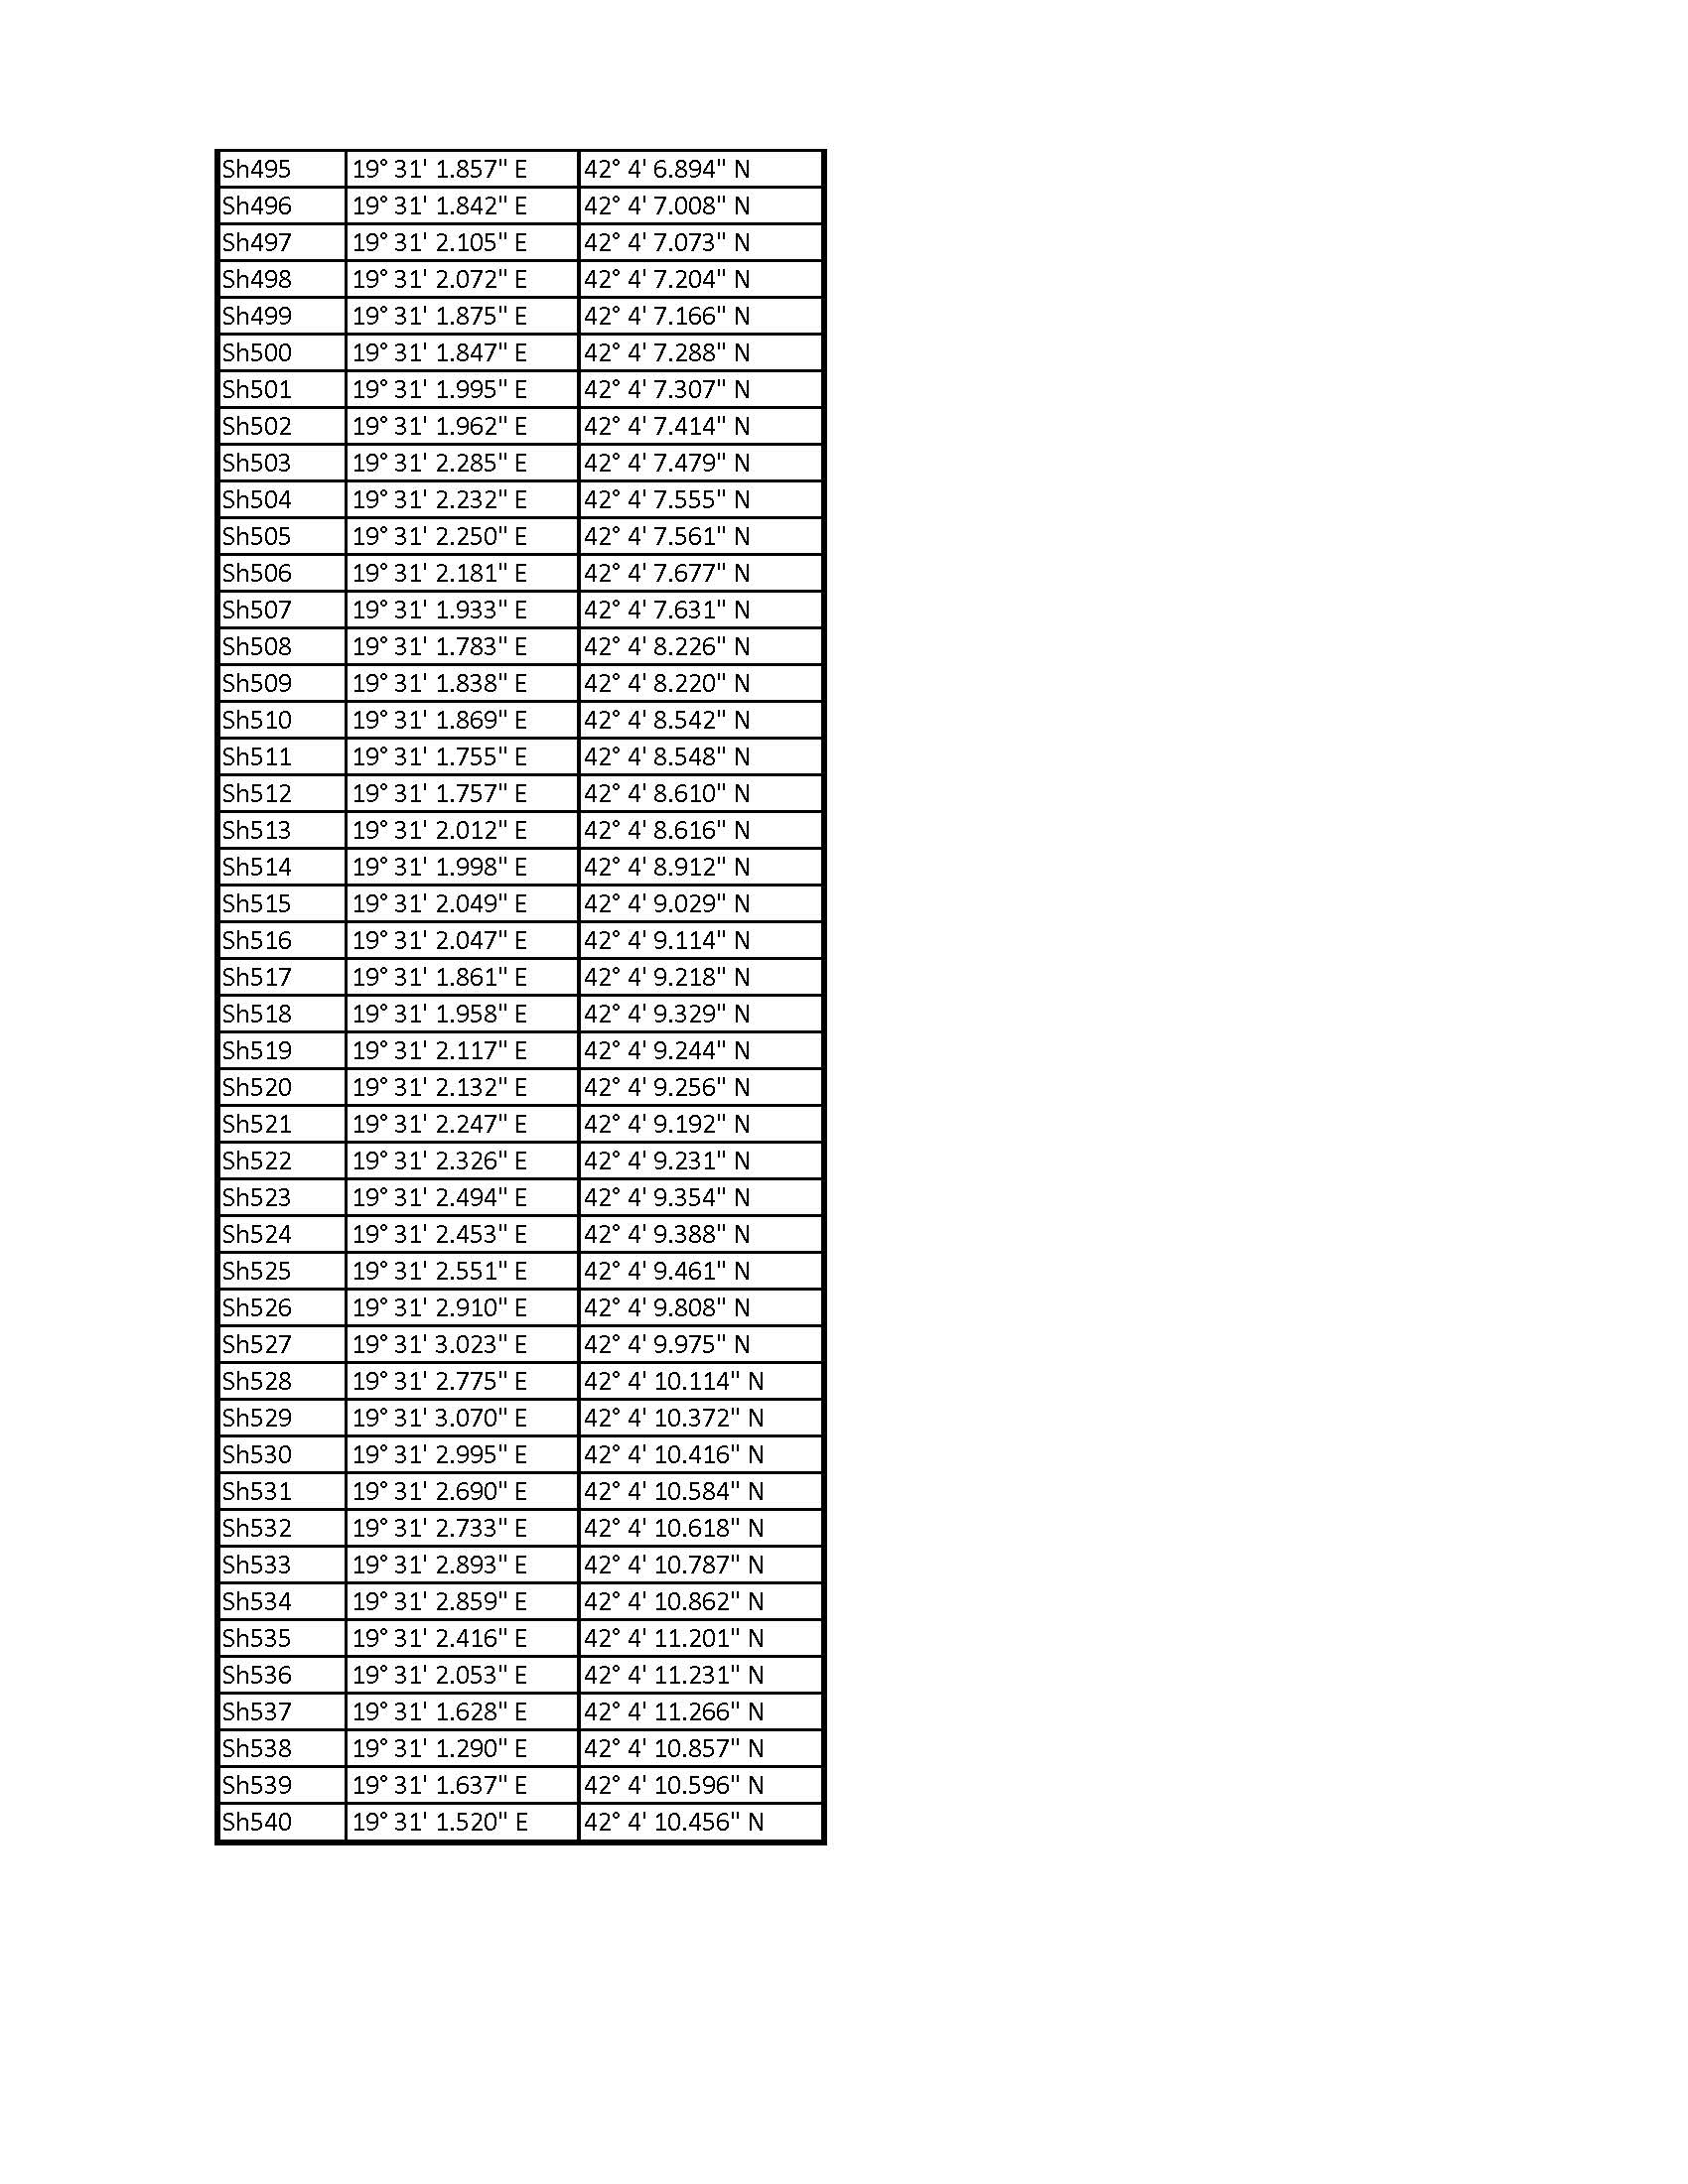 Sh495 19° 31' 1.857" E 42° 4' 6.894" N
Sh496 19° 31' 1.842" E 42° 4' 7.008" N
Sh497 19° 31' 2.105" E 42° 4' 7.073" N
Sh498 19° 31' 2.072" E 42° 4' 7.204" N
Sh499 19° 31' 1.875" E 42° 4' 7.166" N
Sh500 19° 31' 1.847" E 42° 4' 7.288" N
Sh501 19° 31' 1.995" E 42° 4' 7.307" N
Sh502 19° 31' 1.962" E 42° 4' 7.414" N
Sh503 19° 31' 2.285" E 42° 4' 7.479" N
Sh504 19° 31' 2.232" E 42° 4' 7.555" N
Sh505 19° 31' 2.250" E 42° 4' 7.561" N
Sh506 19° 31' 2.181" E 42° 4' 7.677" N
Sh507 19° 31' 1.933" E 42° 4' 7.631" N
Sh508 19° 31' 1.783" E 42° 4' 8.226" N
Sh509 19° 31' 1.838" E 42° 4' 8.220" N
Sh510 19° 31' 1.869" E 42° 4' 8.542" N
Sh511 19° 31' 1.755" E 42° 4' 8.548" N
Sh512 19° 31' 1.757" E 42° 4' 8.610" N
Sh513 19° 31' 2.012" E 42° 4' 8.616" N
Sh514 19° 31' 1.998" E 42° 4' 8.912" N
Sh515 19° 31' 2.049" E 42° 4' 9.029" N
Sh516 19° 31' 2.047" E 42° 4' 9.114" N
Sh517 19° 31' 1.861" E 42° 4' 9.218" N
Sh518 19° 31' 1.958" E 42° 4' 9.329" N
Sh519 19° 31' 2.117" E 42° 4' 9.244" N
Sh520 19° 31' 2.132" E 42° 4' 9.256" N
Sh521 19° 31' 2.247" E 42° 4' 9.192" N
Sh522 19° 31' 2.326" E 42° 4' 9.231" N
Sh523 19° 31' 2.494" E 42° 4' 9.354" N
Sh524 19° 31' 2.453" E 42° 4' 9.388" N
Sh525 19° 31' 2.551" E 42° 4' 9.461" N
Sh526 19° 31' 2.910" E 42° 4' 9.808" N
Sh527 19° 31' 3.023" E 42° 4' 9.975" N
Sh528 19° 31' 2.775" E 42° 4' 10.114" N
Sh529 19° 31' 3.070" E 42° 4' 10.372" N
Sh530 19° 31' 2.995" E 42° 4' 10.416" N
Sh531 19° 31' 2.690" E 42° 4' 10.584" N
Sh532 19° 31' 2.733" E 42° 4' 10.618" N
Sh533 19° 31' 2.893" E 42° 4' 10.787" N
Sh534 19° 31' 2.859" E 42° 4' 10.862" N
Sh535 19° 31' 2.416" E 42° 4' 11.201" N
Sh536 19° 31' 2.053" E 42° 4' 11.231" N
Sh537 19° 31' 1.628" E 42° 4' 11.266" N
Sh538 19° 31' 1.290" E 42° 4' 10.857" N
Sh539 19° 31' 1.637" E 42° 4' 10.596" N
Sh540 19° 31' 1.520" E 42° 4' 10.456" N